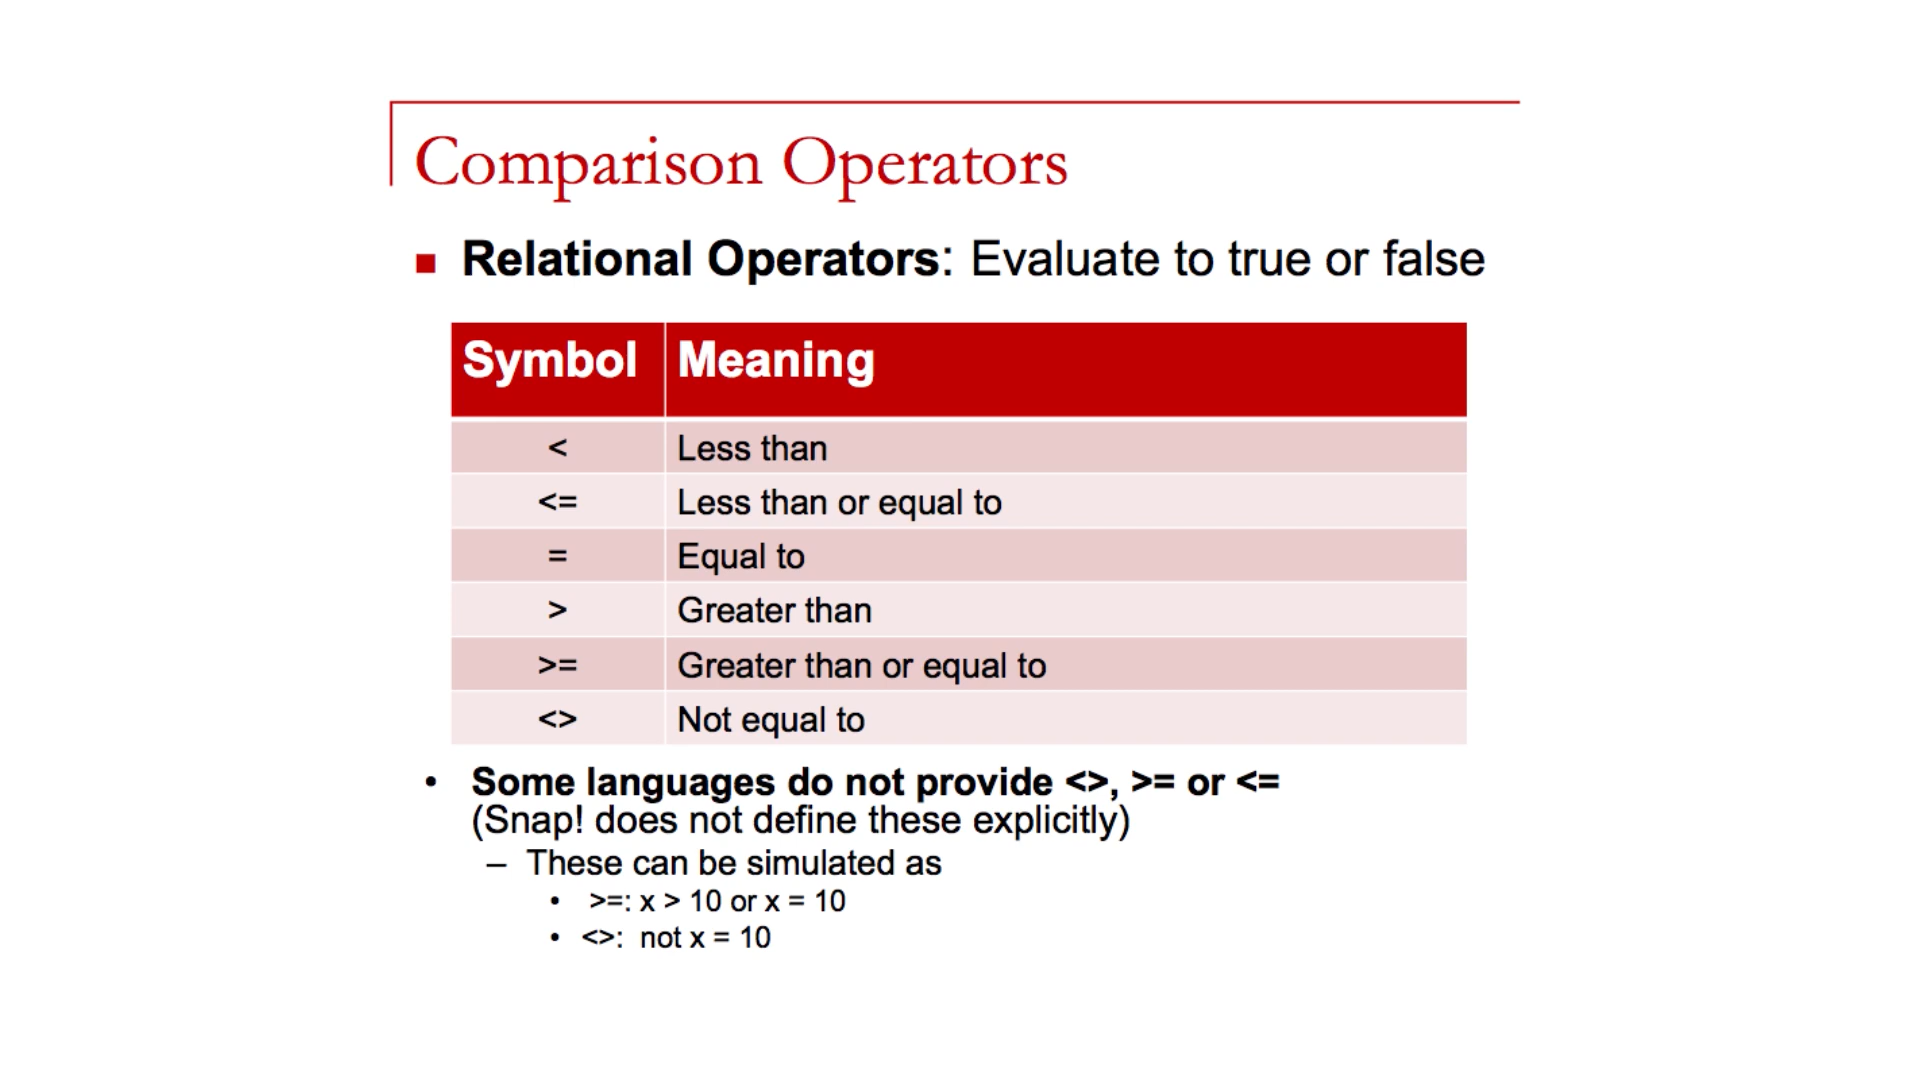 Comparison Operators
■ Relational Operators: Evaluate to true or false
Symbol Meaning
< Less than
<= Less than or equal to
= Equal to
> Greater than
>= Greater than or equal to
<> Not equal to
• Some languages do not provide <>, >= or <=
(Snap! does not define these explicitly)
– These can be simulated as
• >=: x > 10 or x = 10
• <>: not x = 10